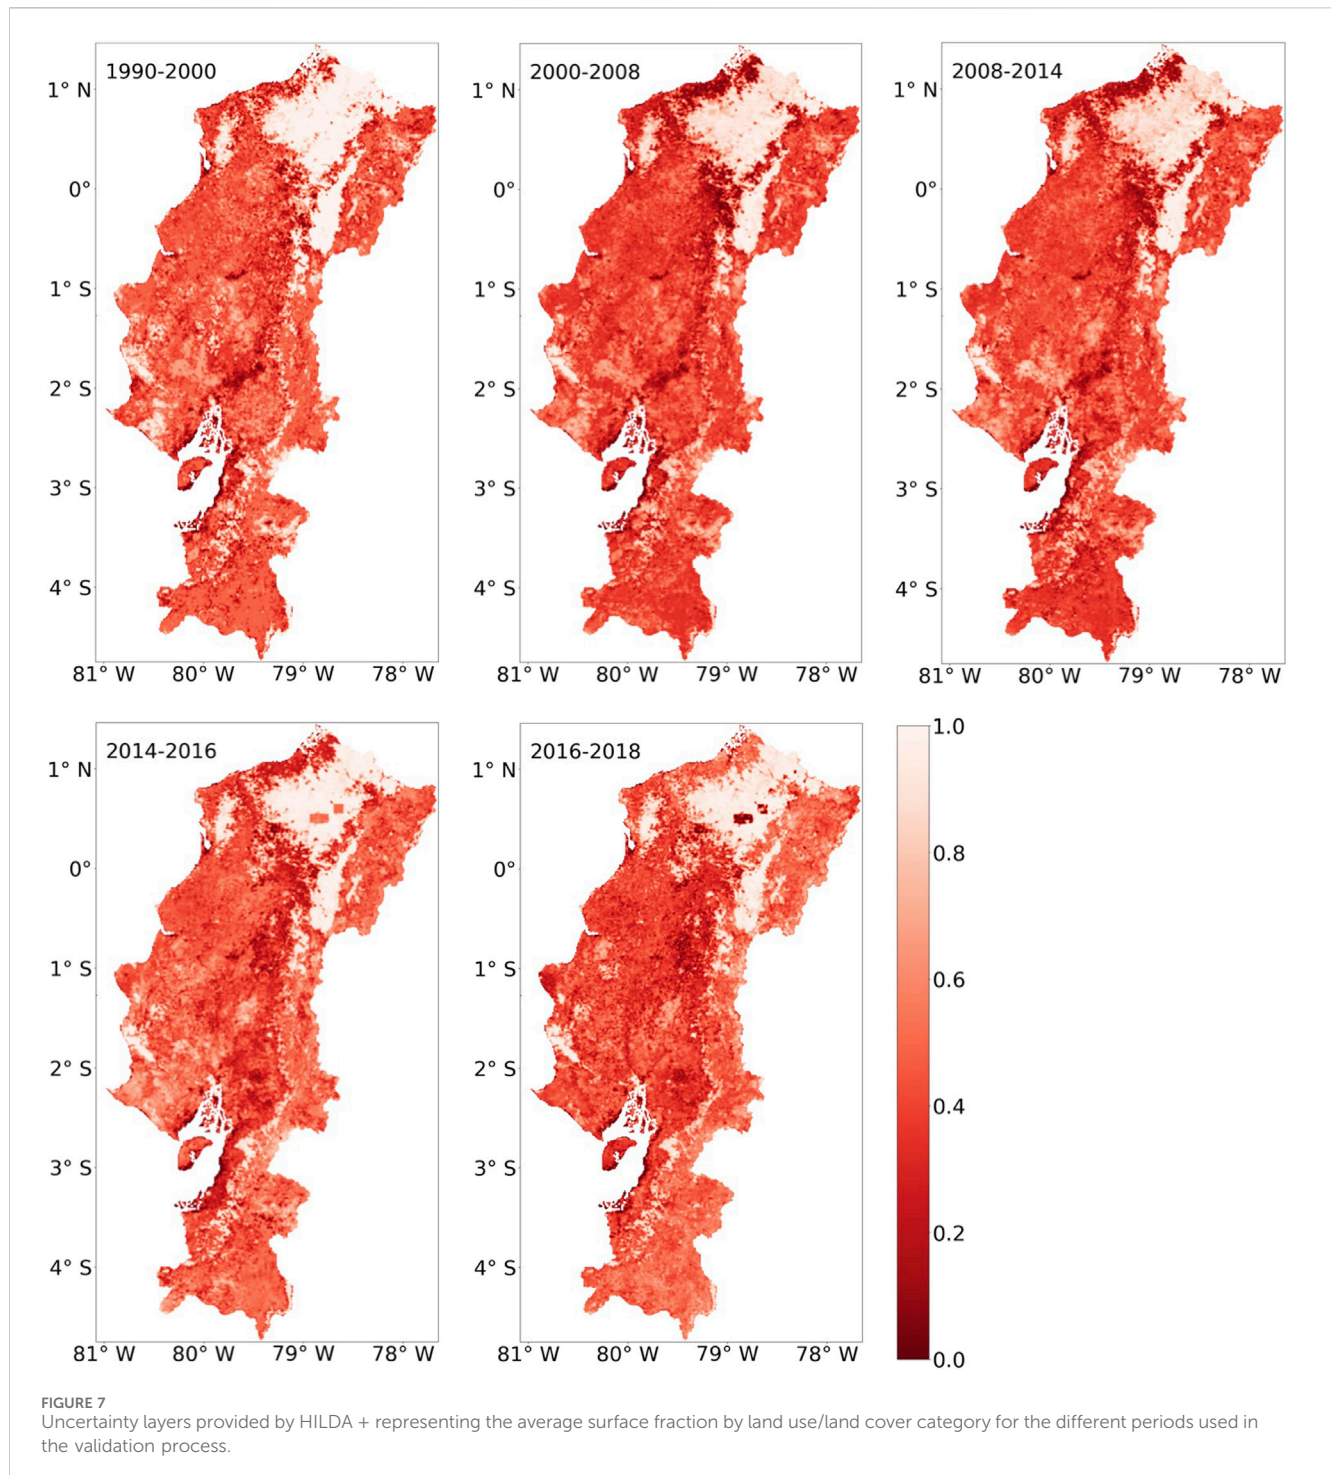 1990-2000
1° N
0°
1° S
2° S
3° S
4° S
81° W 80° W 79° W 78° W
2000-2008
1° N
0°
1° S
2° S
3° S
4° S
81° W 80° W 79° W 78° W
2008-2014
1° N
0°
1° S
2° S
3° S
4° S
81° W 80° W 79° W 78° W
2014-2016
1° N
0°
1° S
2° S
3° S
4° S
81° W 80° W 79° W 78° W
2016-2018
1° N
0°
1° S
2° S
3° S
4° S
81° W 80° W 79° W 78° W
1.0
0.8
0.6
0.4
0.2
0.0
FIGURE 7
Uncertainty layers provided by HILDA + representing the average surface fraction by land use/land cover category for the different periods used in
the validation process.